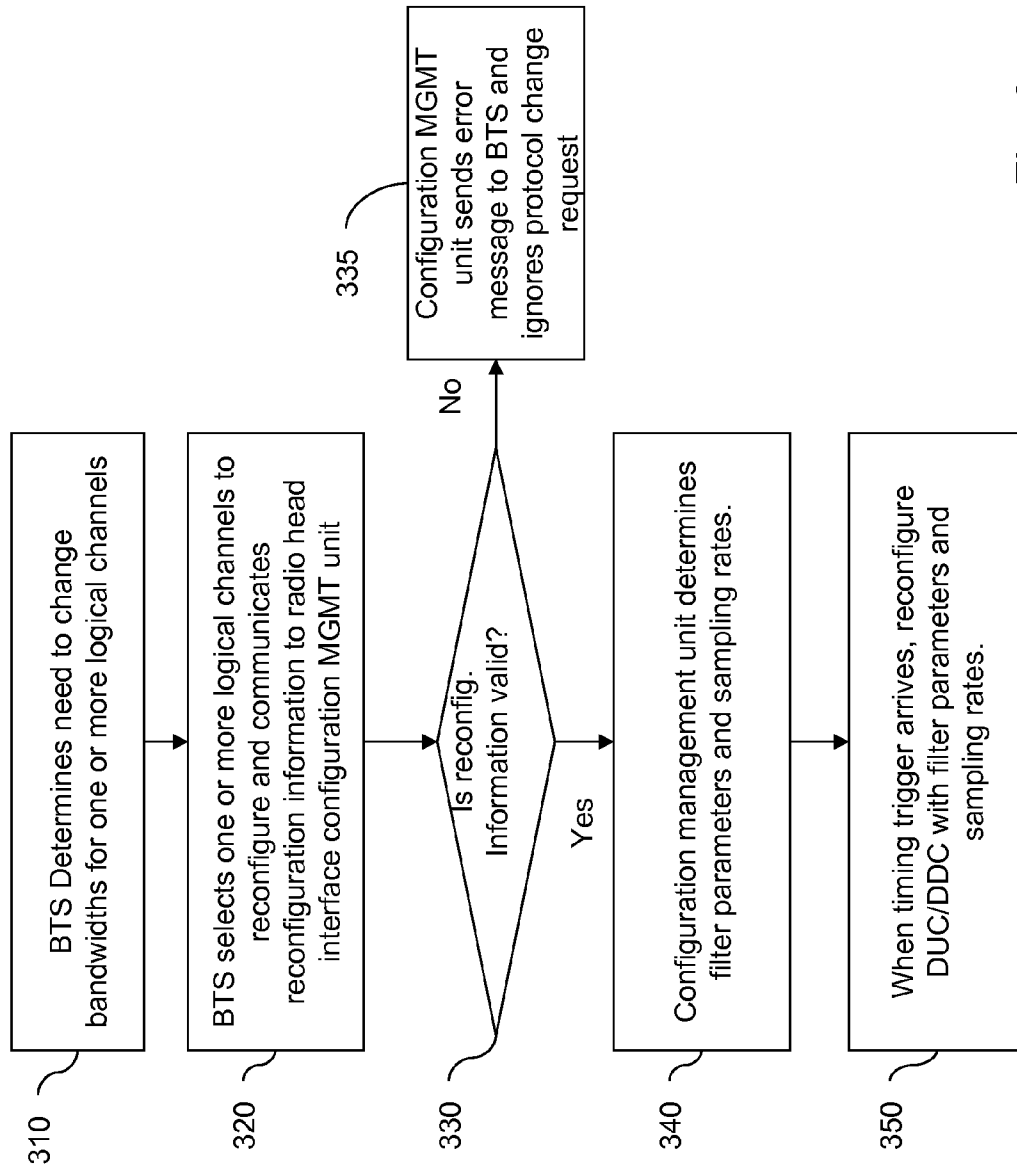 310
BTS Determines need to change
bandwidths for one or more logical channels
320
BTS selects one or more logical channels to
reconfigure and communicates
reconfiguration information to radio head
interface configuration MGMT unit
330
Is reconfig.
Information valid?
No
335
Configuration MGMT
unit sends error
message to BTS and
ignores protocol change
request
Yes
340
Configuration management unit determines
filter parameters and sampling rates.
350
When timing trigger arrives, reconfigure
DUC/DDC with filter parameters and
sampling rates.